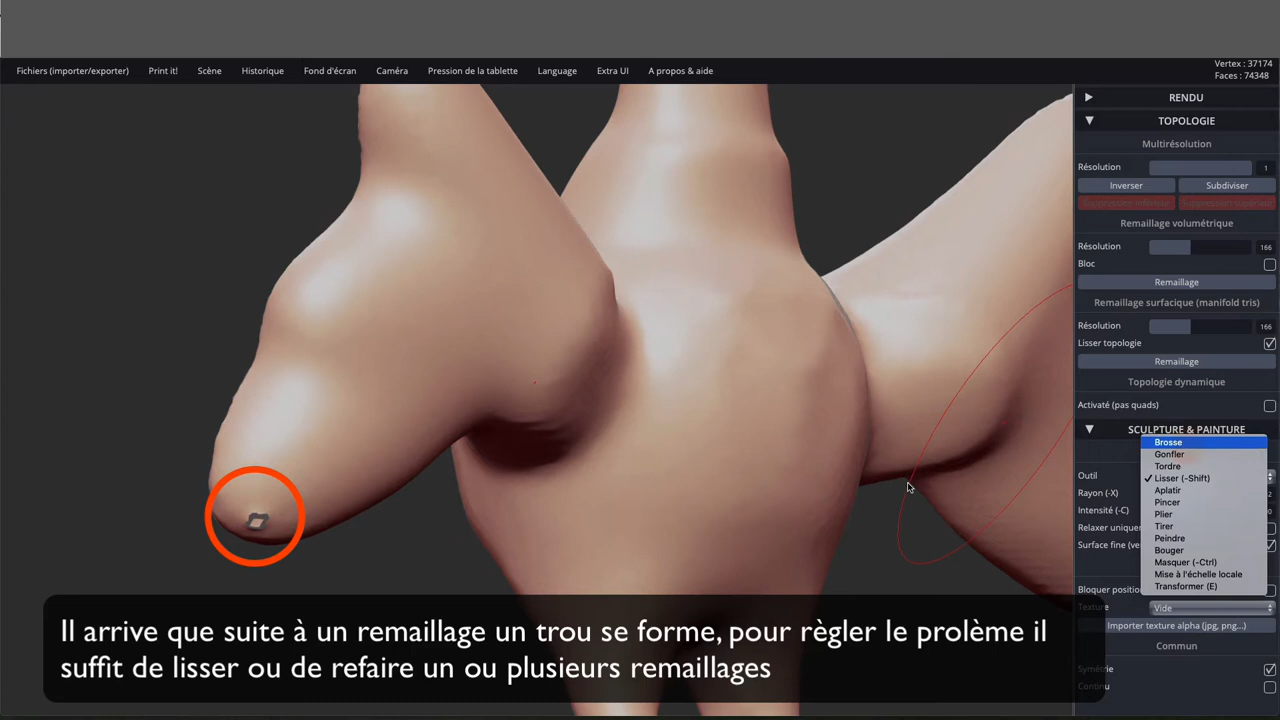 Fichiers (importer/exporter) Print it! Scène Historique Fond d'écran Caméra Pression de la tablette Language Extra UI A propos & aide
Vertex : 37174
Faces : 74348
RENDU
TOPOLOGIE
Multirésolution
Résolution 1
Inverser Subdiviser
Remaillage volumétrique
Résolution 166
Bloc
Remaillage
Remaillage surfacique (manifold tris)
Résolution 166
Lisser topologie
Remaillage
Topologie dynamique
Activaté (pas quads)
SCULPTURE & PAINTURE
Brosse
Gonfler
Tordre
Outil
Lisser (-Shift)
Aplatir
Rayon (-X)
Pincer
Intensité (-C)
Plier
Tirer
Relaxer unique
Peindre
Surface fine (ve
Bouger
Masquer (-Ctrl)
Mise à l'échelle locale
Transformer (E)
Bloquer positio
Texture Vide
Importer texture alpha (jpg, png...)
Commun
Symétrie
Continu
Il arrive que suite à un remaillage un trou se forme, pour règler le prolème il
suffit de lisser ou de refaire un ou plusieurs remaillages